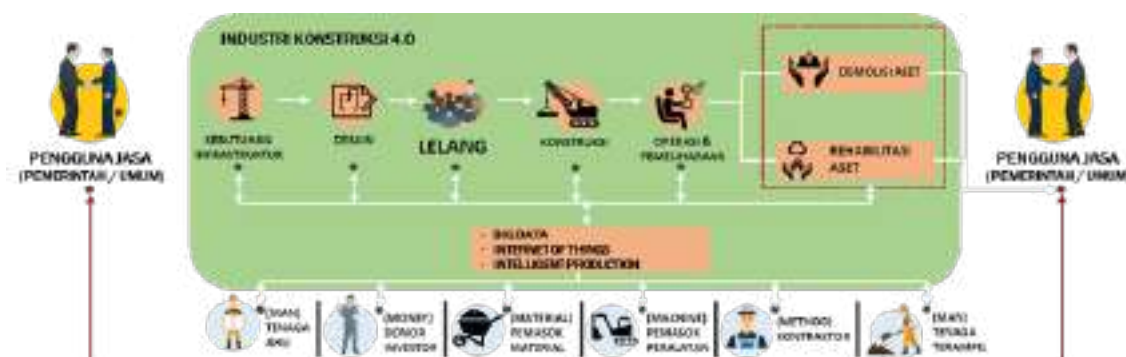 INDUSTRI KONSTRUKSI 4.0
DEMOLISI ASET
KEBUTUHAN
INFRASTRUKTUR
DESAIN
LELANG
KONSTRUKSI
OPERASI &
PEMELIHARAAN
REHABILITASI
ASET
PENGGUNA JASA
(PEMERINTAH / UMUM)
PENGGUNA JASA
(PEMERINTAH / UMUM)
- BIG DATA
- INTERNET OF THINGS
- INTELLIGENT PRODUCTION
(MAN)
TENAGA
AHLI
(MONEY)
DONOR
INVESTOR
(MATERIAL)
PEMASOK
MATERIAL
(MACHINE)
PEMASOK
PERALATAN
(METHOD)
KONTRAKTOR
(MAN)
TENAGA
TERAMPIL